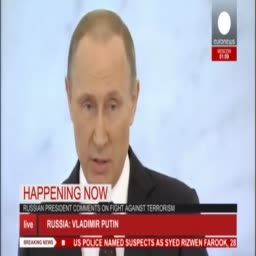 euronews.
MOSCOW
01:09
HAPPENING NOW
RUSSIAN PRESIDENT COMMENTS ON FIGHT AGAINST TERRORISM
live
RUSSIA: VLADIMIR PUTIN
BREAKING NEWS
US POLICE NAMED SUSPECTS AS SYED RIZWEN FAROOK, 28